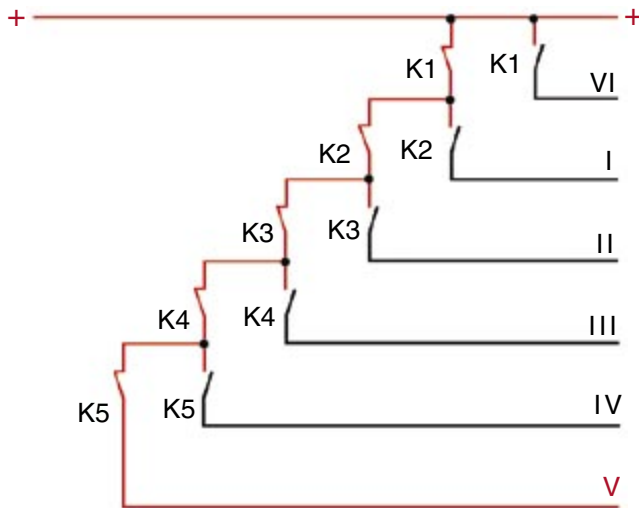 + +
K1 K1
VI
K2 K2
I
K3 K3
II
K4 K4
III
K5 K5
IV
V